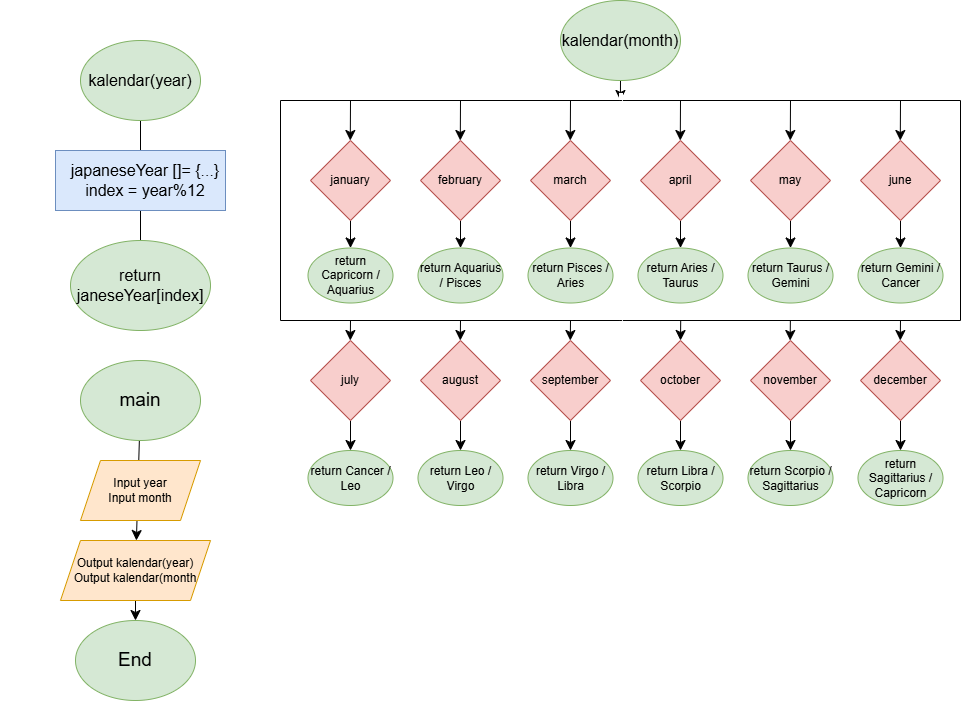 kalendar(year)
japaneseYear []= {...}
index = year%12
return
janeseYear[index]
main
Input year
Input month
Output kalendar(year)
Output kalendar(month
End
kalendar(month)
january
february
march
april
may
june
return
Capricorn /
Aquarius
return Aquarius
/ Pisces
return Pisces /
Aries
return Aries /
Taurus
return Taurus /
Gemini
return Gemini /
Cancer
july
august
september
october
november
december
return Cancer /
Leo
return Leo /
Virgo
return Virgo /
Libra
return Libra /
Scorpio
return Scorpio /
Sagittarius
return
Sagittarius /
Capricorn